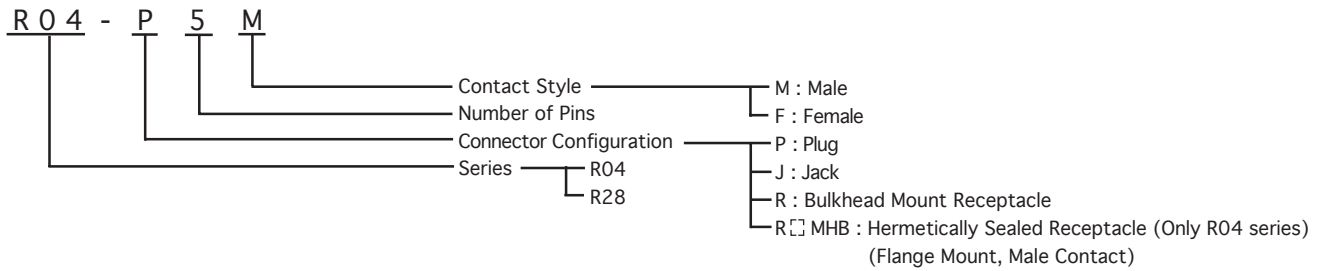 R04-P5M
Contact Style
M : Male
F : Female
Number of Pins
Connector Configuration
P : Plug
J : Jack
R : Bulkhead Mount Receptacle
R⬚ MHB : Hermetically Sealed Receptacle (Only R04 series)
(Flange Mount, Male Contact)
Series
R04
R28